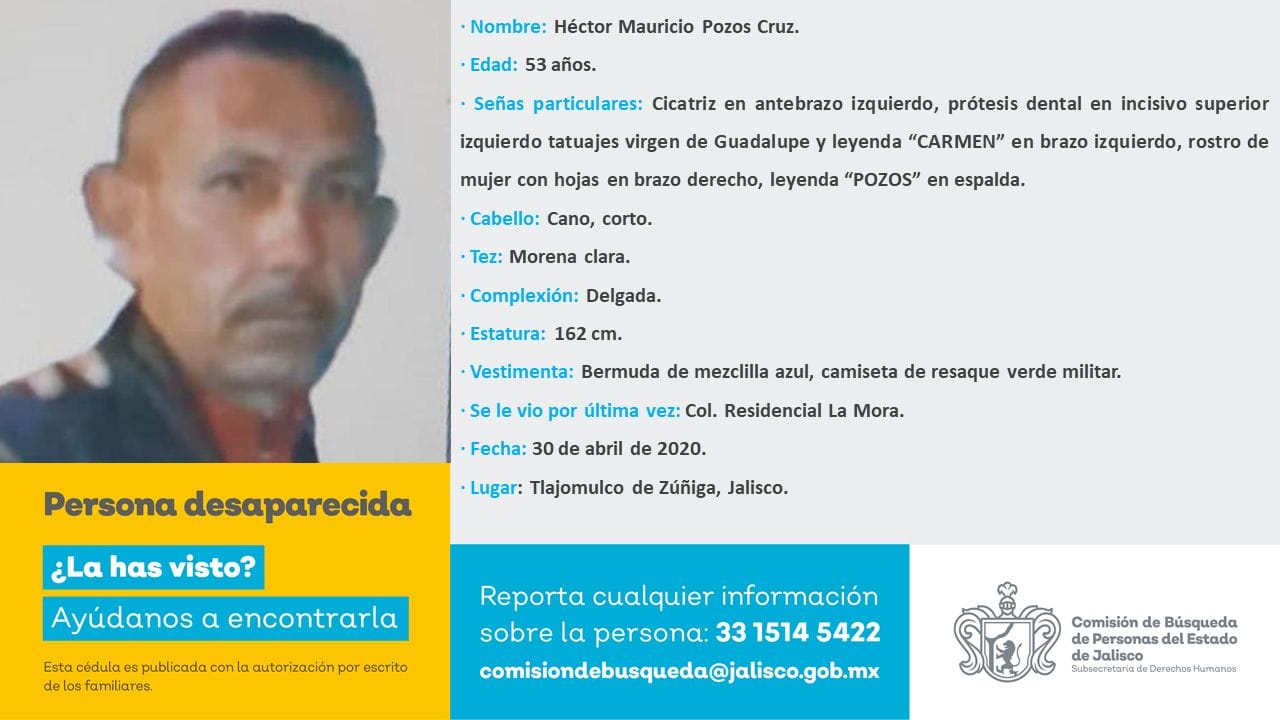 · Nombre: Héctor Mauricio Pozos Cruz.
· Edad: 53 años.
· Señas particulares: Cicatriz en antebrazo izquierdo, prótesis dental en incisivo superior
izquierdo tatuajes virgen de Guadalupe y leyenda “CARMEN” en brazo izquierdo, rostro de
mujer con hojas en brazo derecho, leyenda “POZOS” en espalda.
· Cabello: Cano, corto.
· Tez: Morena clara.
· Complexión: Delgada.
· Estatura: 162 cm.
· Vestimenta: Bermuda de mezclilla azul, camiseta de resaque verde militar.
· Se le vio por última vez: Col. Residencial La Mora.
· Fecha: 30 de abril de 2020.
· Lugar: Tlajomulco de Zúñiga, Jalisco.
Persona desaparecida
¿La has visto?
Ayúdanos a encontrarla
Esta cédula es publicada con la autorización por escrito
de los familiares.
Reporta cualquier información
sobre la persona: 33 1514 5422
comisiondebusqueda@jalisco.gob.mx
Comisión de Búsqueda
de Personas del Estado
de Jalisco
Subsecretaría de Derechos Humanos